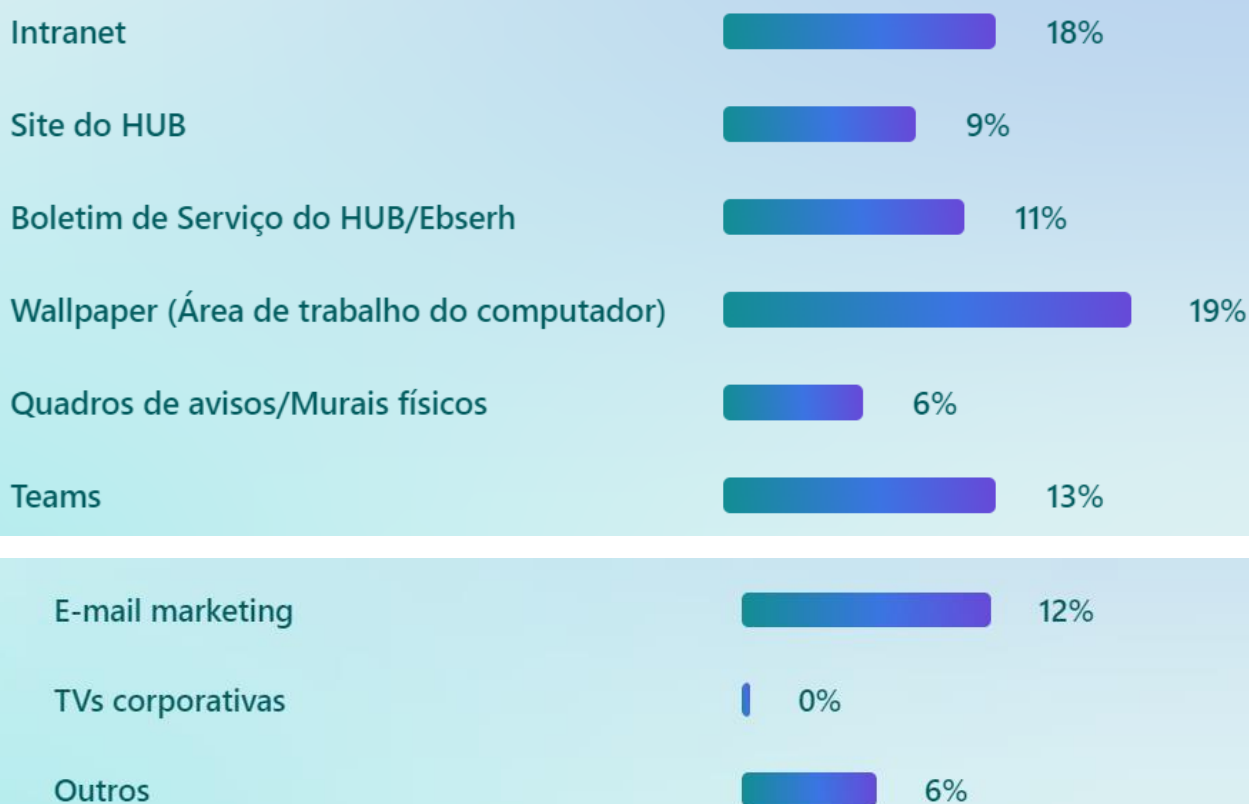 Intranet 18%
Site do HUB 9%
Boletim de Serviço do HUB/Ebserh 11%
Wallpaper (Área de trabalho do computador) 19%
Quadros de avisos/Murais físicos 6%
Teams 13%
E-mail marketing 12%
TVs corporativas 0%
Outros 6%